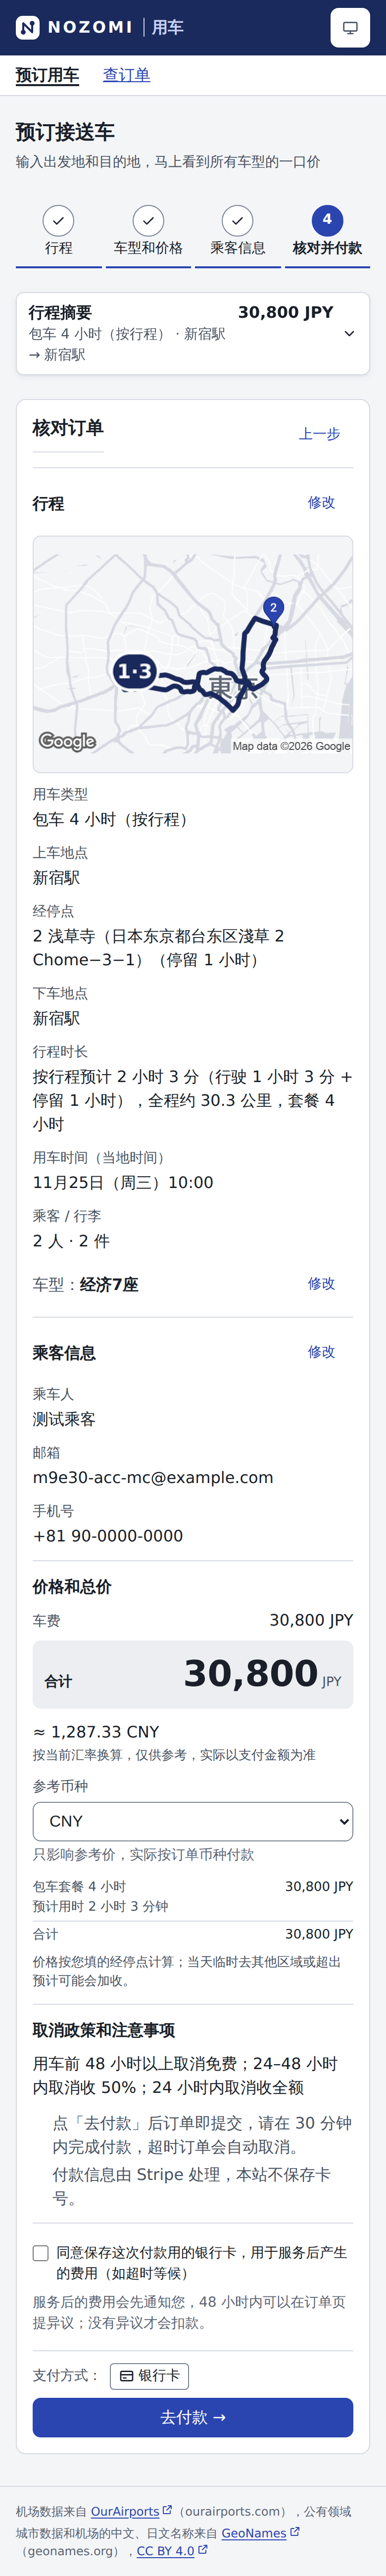 NOZOMI 用车
预订用车 查订单
预订接送车
输入出发地和目的地，马上看到所有车型的一口价
4
行程 车型和价格 乘客信息 核对并付款
行程摘要 30,800 JPY
包车 4 小时（按行程） · 新宿駅
→ 新宿駅
核对订单 上一步
行程 修改
2
1·3
東京
Google
Map data ©2026 Google
用车类型
包车 4 小时（按行程）
上车地点
新宿駅
经停点
2 浅草寺（日本东京都台东区淺草 2
Chome−3−1）（停留 1 小时）
下车地点
新宿駅
行程时长
按行程预计 2 小时 3 分（行驶 1 小时 3 分 +
停留 1 小时），全程约 30.3 公里，套餐 4
小时
用车时间（当地时间）
11月25日（周三）10:00
乘客 / 行李
2 人 · 2 件
车型：经济7座 修改
乘客信息 修改
乘车人
测试乘客
邮箱
m9e30-acc-mc@example.com
手机号
+81 90-0000-0000
价格和总价
车费 30,800 JPY
合计 30,800 JPY
≈ 1,287.33 CNY
按当前汇率换算，仅供参考，实际以支付金额为准
参考币种
CNY
只影响参考价，实际按订单币种付款
包车套餐 4 小时 30,800 JPY
预计用时 2 小时 3 分钟
合计 30,800 JPY
价格按您填的经停点计算；当天临时去其他区域或超出
预计可能会加收。
取消政策和注意事项
用车前 48 小时以上取消免费；24–48 小时
内取消收 50%；24 小时内取消收全额
点「去付款」后订单即提交，请在 30 分钟
内完成付款，超时订单会自动取消。
付款信息由 Stripe 处理，本站不保存卡
号。
同意保存这次付款用的银行卡，用于服务后产生
的费用（如超时等候）
服务后的费用会先通知您，48 小时内可以在订单页
提异议；没有异议才会扣款。
支付方式： 银行卡
去付款 →
机场数据来自 OurAirports（ourairports.com），公有领域
城市数据和机场的中文、日文名称来自 GeoNames
（geonames.org），CC BY 4.0